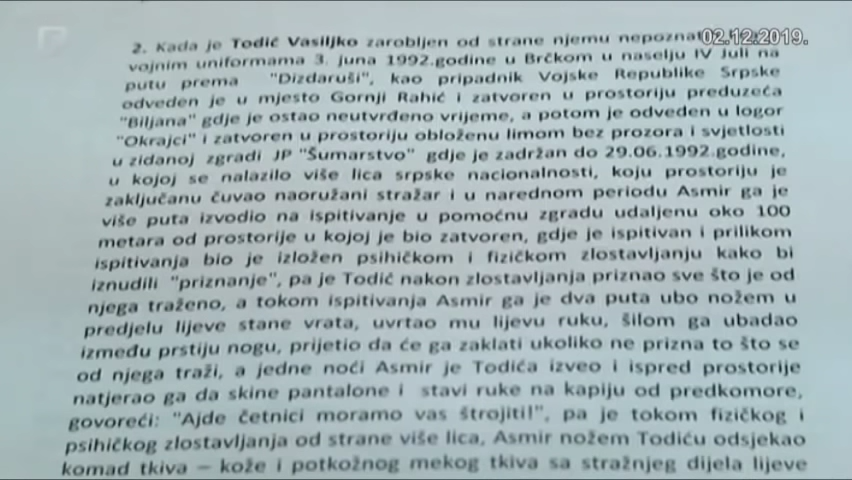 02.12.2019.
2. Kada je Todić Vasiljko zarobljen od strane njemu
vojnim uniformama 3. juna 1992.godine u Brčkom u naselju IV Juli na
putu prema "Dizdaruši", kao pripadnik Vojske Republike Srpske
odveden je u mjesto Gornji Rahić i zatvoren u prostoriju preduzeća
"Biljana" gdje je ostao neutvrđeno vrijeme, a potom je odveden u logor
"Okrajci" i zatvoren u prostoriju obloženu limom bez prozora i svjetlosti
u zidanoj zgradi JP "Šumarstvo" gdje je zadržan do 29.06.1992.godine,
u kojoj se nalazilo više lica srpske nacionalnosti, koju prostoriju je
zaključanu čuvao naoružani stražar i u narednom periodu Asmir ga je
više puta izvodio na ispitivanje u pomoćnu zgradu udaljenu oko 100
metara od prostorije u kojoj je bio zatvoren, gdje je ispitivan i prilikom
ispitivanja bio je izložen psihičkom i fizičkom zlostavljanju kako bi
iznudili "priznanje", pa je Todić nakon zlostavljanja priznao sve što je od
njega traženo, a tokom ispitivanja Asmir ga je dva puta ubo nožem u
predjelu lijeve stane vrata, uvrtao mu lijevu ruku, šilom ga ubadao
između prstiju nogu, prijetio da će ga zaklati ukoliko ne prizna to što se
od njega traži, a jedne noći Asmir je Todića izveo i ispred prostorije
natjerao ga da skine pantalone i stavi ruke na kapiju od predkomore,
govoreći: "Ajde četnici moramo vas štrojiti!", pa je tokom fizičkog i
psihičkog zlostavljanja od strane više lica, Asmir nožem Todiću odsjekao
komad tkiva – kože i potkožnog mekog tkiva sa stražnjeg dijela lijeve